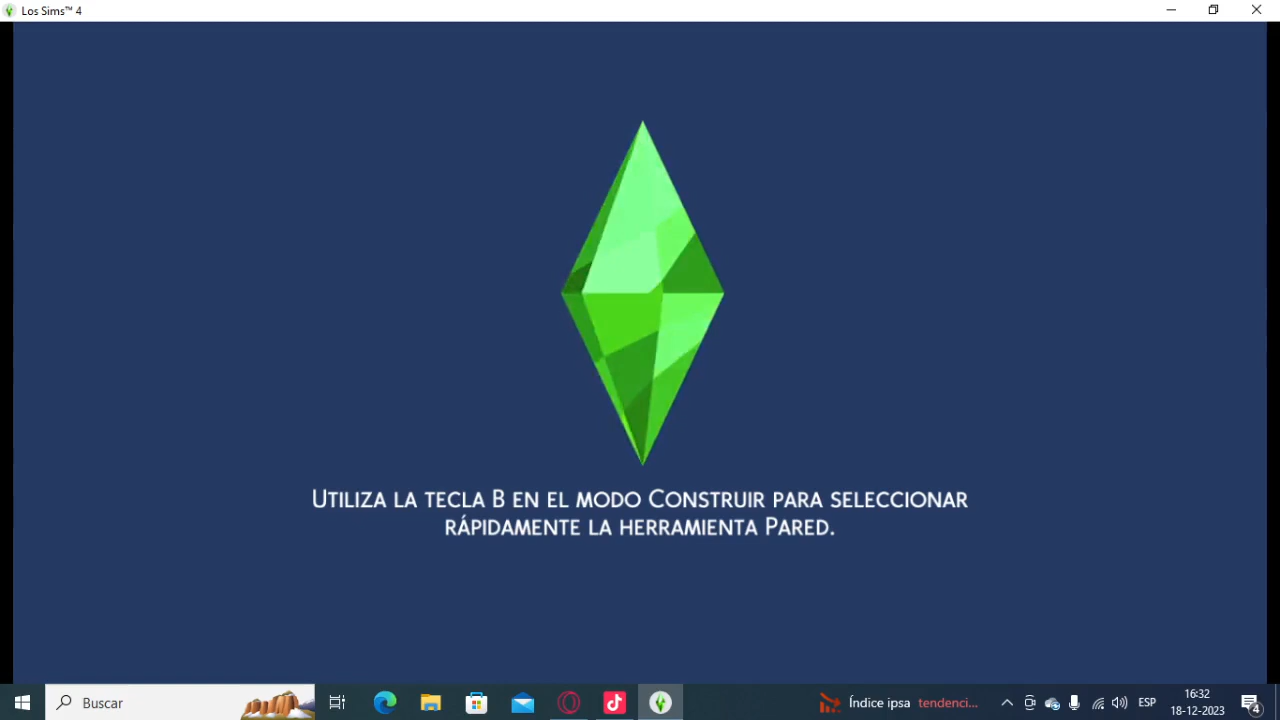 Los Sims™ 4
Utiliza la tecla B en el modo Construir para seleccionar
rápidamente la herramienta Pared.
Buscar
Índice ipsa tendenci...
ESP
16:32
18-12-2023
4